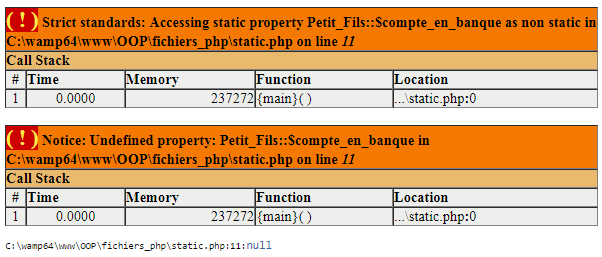 ( ! ) Strict standards: Accessing static property Petit_Fils::$compte_en_banque as non static in
C:\wamp64\www\OOP\fichiers_php\static.php on line 11
Call Stack
# Time Memory Function Location
1 0.0000 237272 {main}( ) ...\static.php:0
( ! ) Notice: Undefined property: Petit_Fils::$compte_en_banque in
C:\wamp64\www\OOP\fichiers_php\static.php on line 11
Call Stack
# Time Memory Function Location
1 0.0000 237272 {main}( ) ...\static.php:0
C:\wamp64\www\OOP\fichiers_php\static.php:11:null